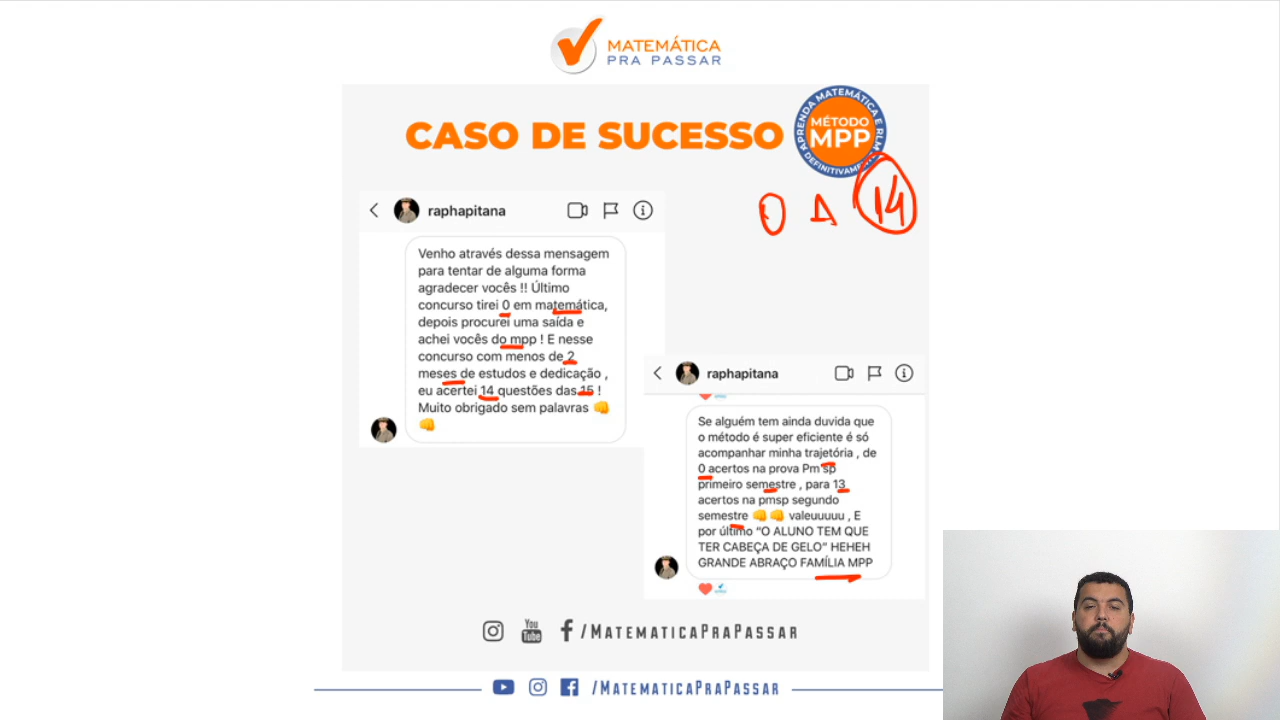 MATEMÁTICA
PRA PASSAR
CASO DE SUCESSO
APRENDA MATEMÁTICA E RLM
MÉTODO
MPP
DEFINITIVAMENTE
0 A 14
raphapitana
Venho através dessa mensagem
para tentar de alguma forma
agradecer vocês !! Último
concurso tirei 0 em matemática,
depois procurei uma saída e
achei vocês do mpp ! E nesse
concurso com menos de 2
meses de estudos e dedicação ,
eu acertei 14 questões das 15 !
Muito obrigado sem palavras 👊
👊
raphapitana
Se alguém tem ainda duvida que
o método é super eficiente é só
acompanhar minha trajetória , de
0 acertos na prova Pm sp
primeiro semestre , para 13
acertos na pmsp segundo
semestre 👊👊 valeuuuuu , E
por último “O ALUNO TEM QUE
TER CABEÇA DE GELO” HEHEH
GRANDE ABRAÇO FAMÍLIA MPP
You
Tube
/MATEMATICAPRAPASSAR
/MATEMATICAPRAPASSAR